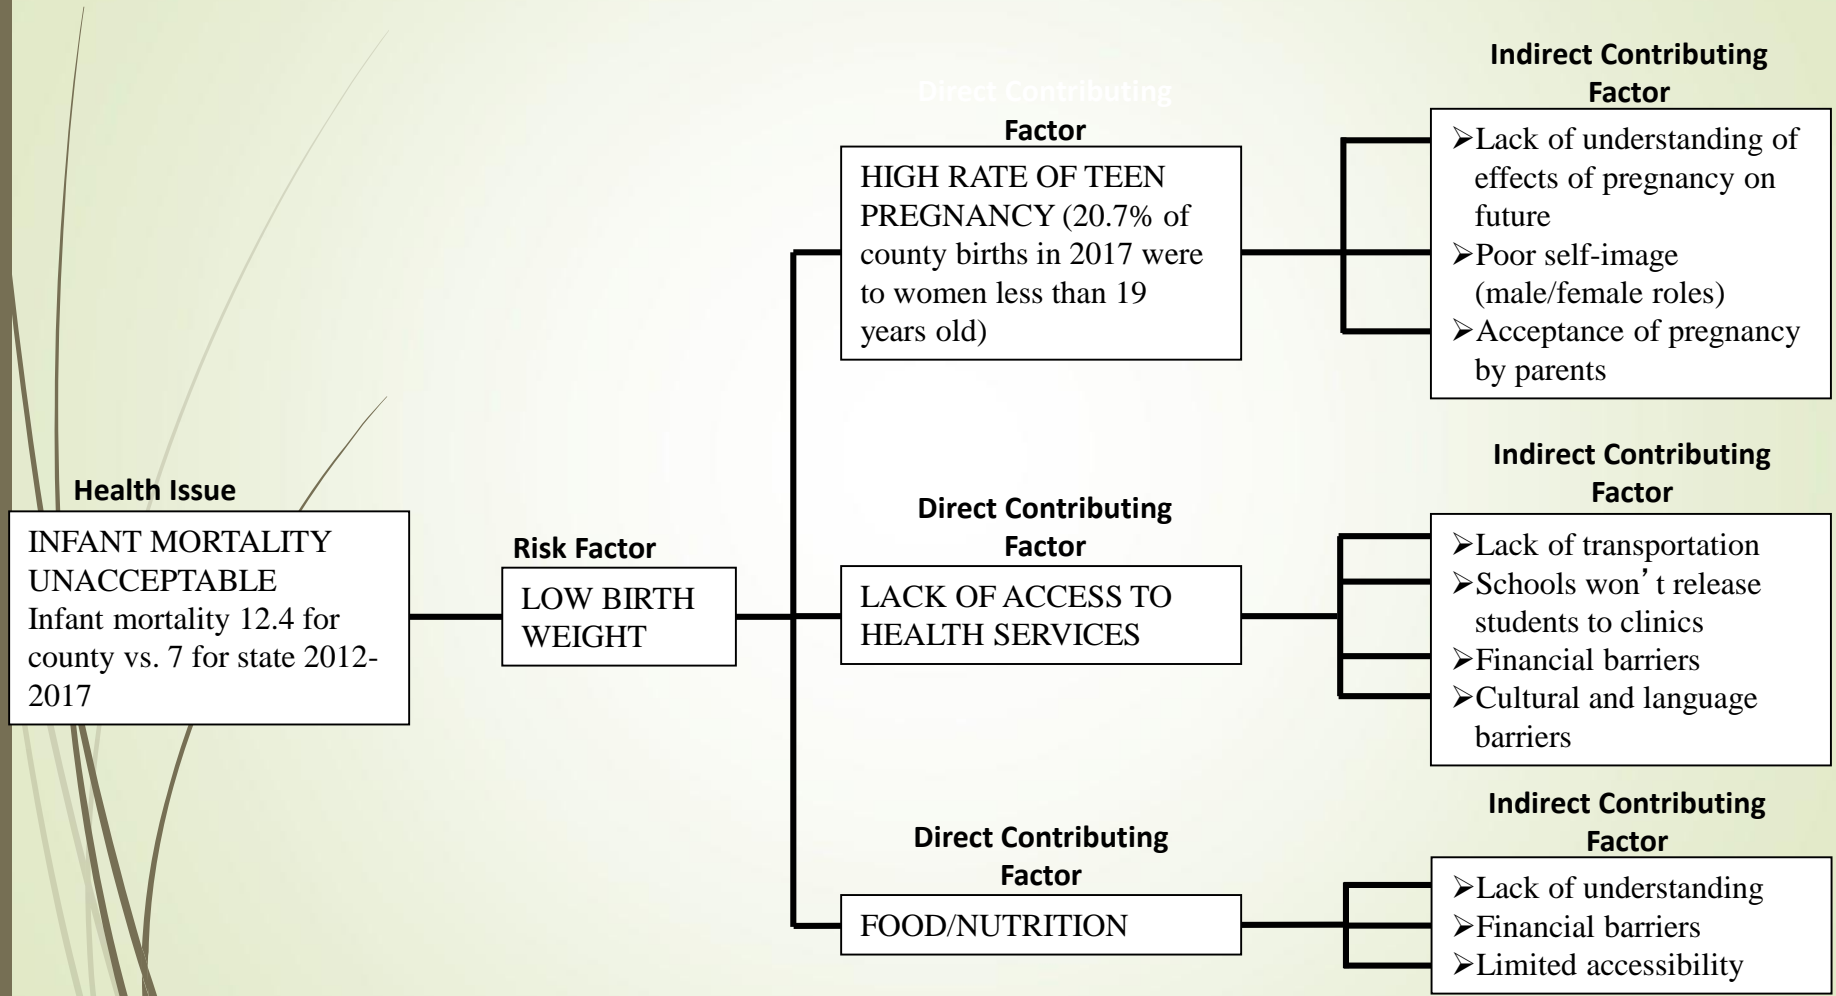 Health Issue
INFANT MORTALITY
UNACCEPTABLE
Infant mortality 12.4 for
county vs. 7 for state 2012-
2017
Risk Factor
LOW BIRTH
WEIGHT
Direct Contributing
Factor
HIGH RATE OF TEEN
PREGNANCY (20.7% of
county births in 2017 were
to women less than 19
years old)
Indirect Contributing
Factor
➢Lack of understanding of
effects of pregnancy on
future
➢Poor self-image
(male/female roles)
➢Acceptance of pregnancy
by parents
Direct Contributing
Factor
LACK OF ACCESS TO
HEALTH SERVICES
Indirect Contributing
Factor
➢Lack of transportation
➢Schools won’t release
students to clinics
➢Financial barriers
➢Cultural and language
barriers
Direct Contributing
Factor
FOOD/NUTRITION
Indirect Contributing
Factor
➢Lack of understanding
➢Financial barriers
➢Limited accessibility